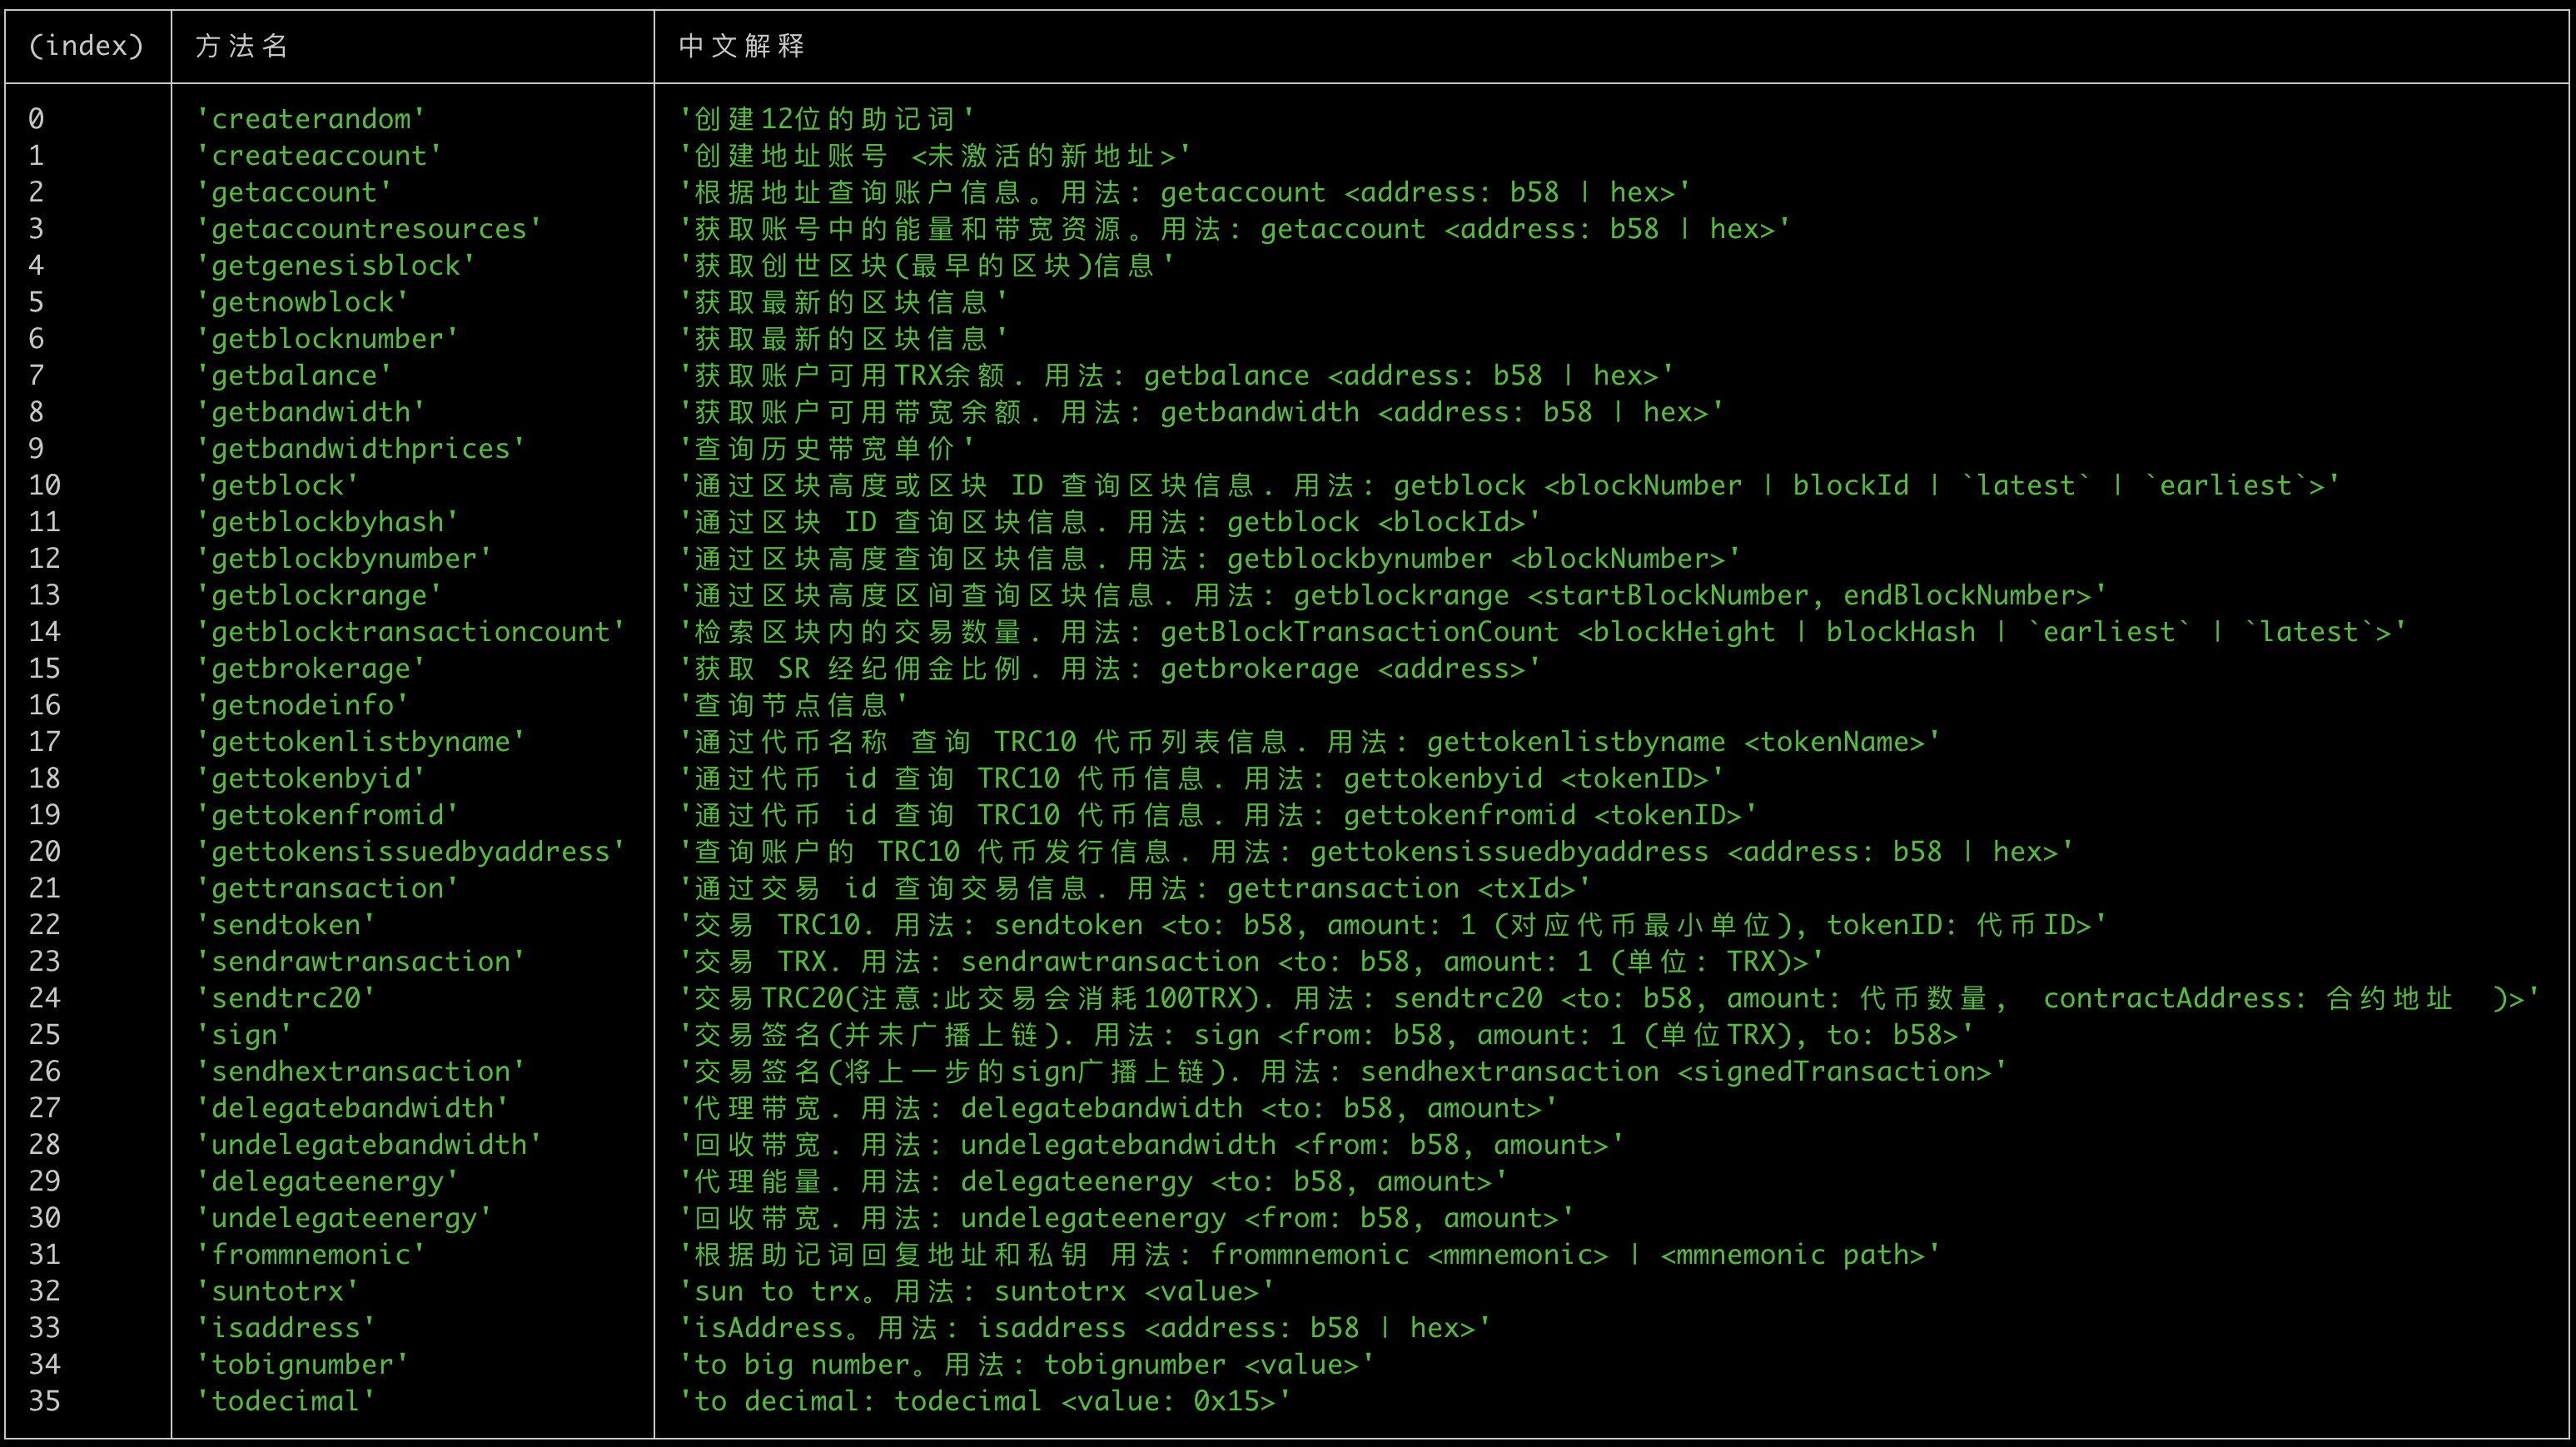 (index) 方法名 中文解释
0 'createrandom' '创建12位的助记词'
1 'createaccount' '创建地址账号 <未激活的新地址>'
2 'getaccount' '根据地址查询账户信息。用法: getaccount <address: b58 | hex>'
3 'getaccountresources' '获取账号中的能量和带宽资源。用法: getaccount <address: b58 | hex>'
4 'getgenesisblock' '获取创世区块(最早的区块)信息'
5 'getnowblock' '获取最新的区块信息'
6 'getblocknumber' '获取最新的区块信息'
7 'getbalance' '获取账户可用TRX余额. 用法: getbalance <address: b58 | hex>'
8 'getbandwidth' '获取账户可用带宽余额. 用法: getbandwidth <address: b58 | hex>'
9 'getbandwidthprices' '查询历史带宽单价'
10 'getblock' '通过区块高度或区块 ID 查询区块信息. 用法: getblock <blockNumber | blockId | `latest` | `earliest`>'
11 'getblockbyhash' '通过区块 ID 查询区块信息. 用法: getblock <blockId>'
12 'getblockbynumber' '通过区块高度查询区块信息. 用法: getblockbynumber <blockNumber>'
13 'getblockrange' '通过区块高度区间查询区块信息. 用法: getblockrange <startBlockNumber, endBlockNumber>'
14 'getblocktransactioncount' '检索区块内的交易数量. 用法: getBlockTransactionCount <blockHeight | blockHash | `earliest` | `latest`>'
15 'getbrokerage' '获取 SR 经纪佣金比例. 用法: getbrokerage <address>'
16 'getnodeinfo' '查询节点信息'
17 'gettokenlistbyname' '通过代币名称 查询 TRC10 代币列表信息. 用法: gettokenlistbyname <tokenName>'
18 'gettokenbyid' '通过代币 id 查询 TRC10 代币信息. 用法: gettokenbyid <tokenID>'
19 'gettokenfromid' '通过代币 id 查询 TRC10 代币信息. 用法: gettokenfromid <tokenID>'
20 'gettokensissuedbyaddress' '查询账户的 TRC10 代币发行信息. 用法: gettokensissuedbyaddress <address: b58 | hex>'
21 'gettransaction' '通过交易 id 查询交易信息. 用法: gettransaction <txId>'
22 'sendtoken' '交易 TRC10. 用法: sendtoken <to: b58, amount: 1 (对应代币最小单位), tokenID: 代币ID>'
23 'sendrawtransaction' '交易 TRX. 用法: sendrawtransaction <to: b58, amount: 1 (单位: TRX)>'
24 'sendtrc20' '交易TRC20(注意:此交易会消耗100TRX). 用法: sendtrc20 <to: b58, amount: 代币数量,  contractAddress: 合约地址  )>'
25 'sign' '交易签名(并未广播上链). 用法: sign <from: b58, amount: 1 (单位TRX), to: b58>'
26 'sendhextransaction' '交易签名(将上一步的sign广播上链). 用法: sendhextransaction <signedTransaction>'
27 'delegatebandwidth' '代理带宽. 用法: delegatebandwidth <to: b58, amount>'
28 'undelegatebandwidth' '回收带宽. 用法: undelegatebandwidth <from: b58, amount>'
29 'delegateenergy' '代理能量. 用法: delegateenergy <to: b58, amount>'
30 'undelegateenergy' '回收带宽. 用法: undelegateenergy <from: b58, amount>'
31 'frommnemonic' '根据助记词回复地址和私钥 用法: frommnemonic <mmnemonic> | <mmnemonic path>'
32 'suntotrx' 'sun to trx。用法: suntotrx <value>'
33 'isaddress' 'isAddress。用法: isaddress <address: b58 | hex>'
34 'tobignumber' 'to big number。用法: tobignumber <value>'
35 'todecimal' 'to decimal: todecimal <value: 0x15>'